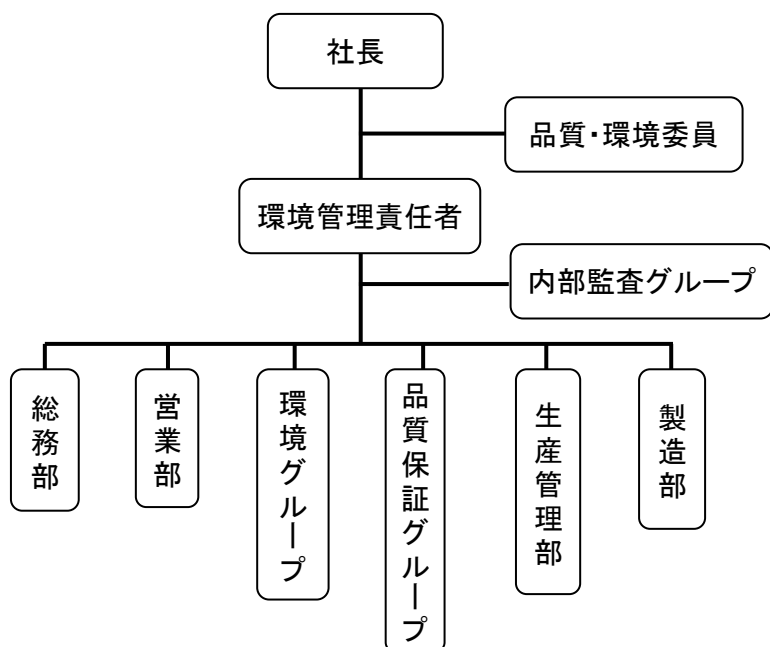 社長
品質・環境委員
環境管理責任者
内部監査グループ
総務部
営業部
環境グループ
品質保証グループ
生産管理部
製造部